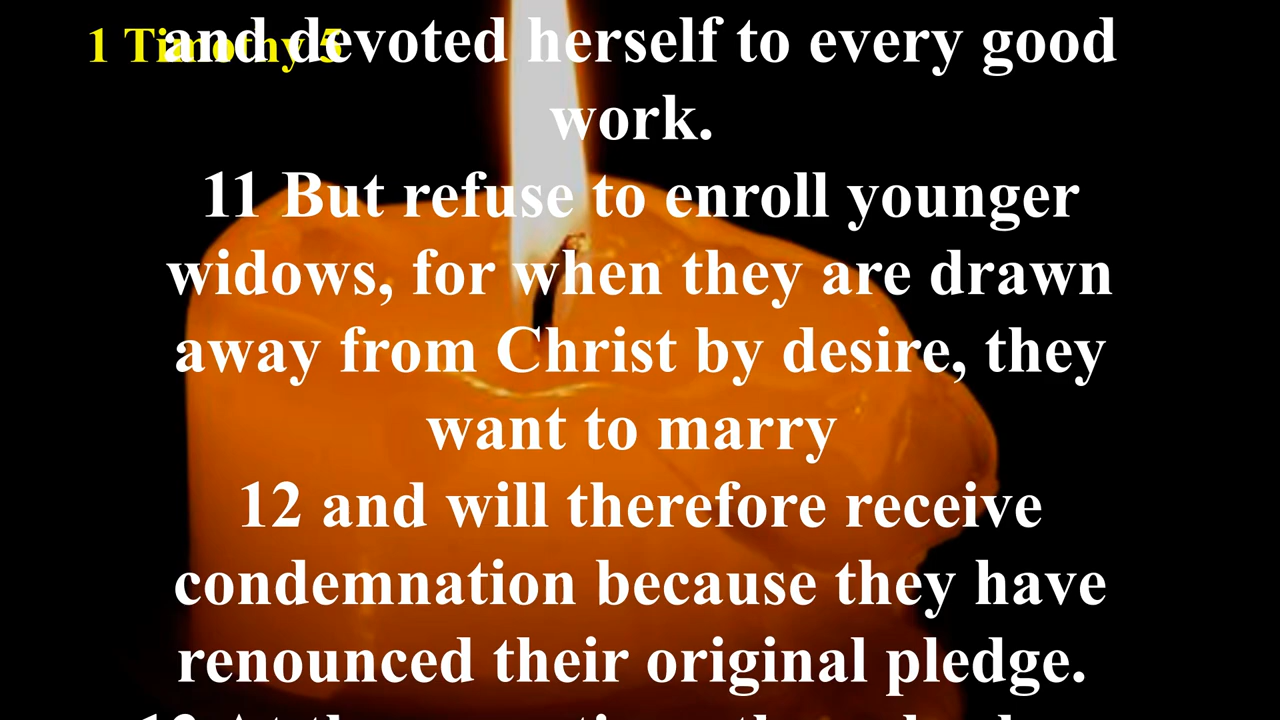 1 Timothy 5
and devoted herself to every good
work.
11 But refuse to enroll younger
widows, for when they are drawn
away from Christ by desire, they
want to marry
12 and will therefore receive
condemnation because they have
renounced their original pledge.